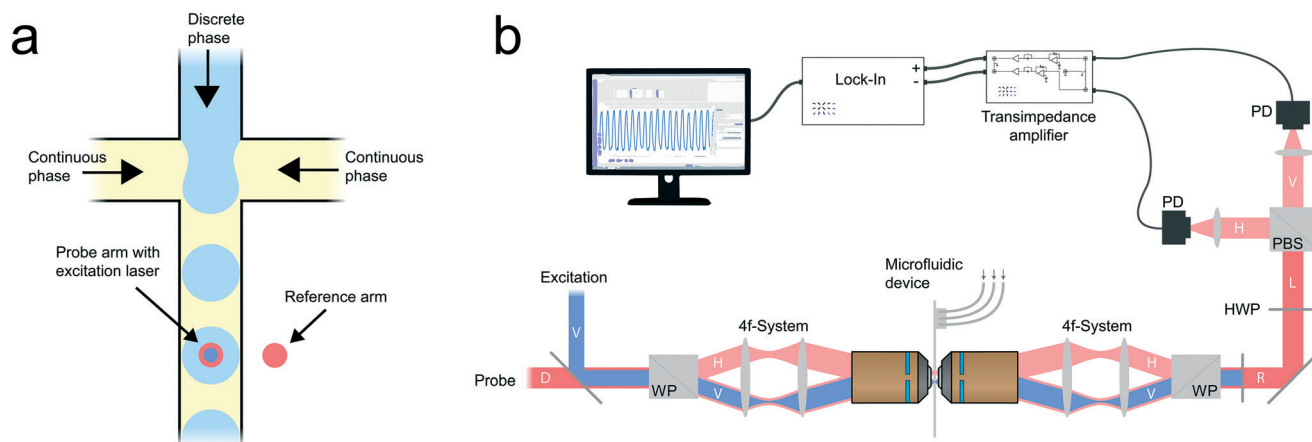 a
Discrete
phase
Continuous
phase
Continuous
phase
Probe arm with
excitation laser
Reference arm
b
Lock-In
+
-
Transimpedance
amplifier
PD
V
PD
H
PBS
L
HWP
Microfluidic
device
Excitation
V
4f-System
4f-System
Probe
D
WP
H
V
H
V
WP
R